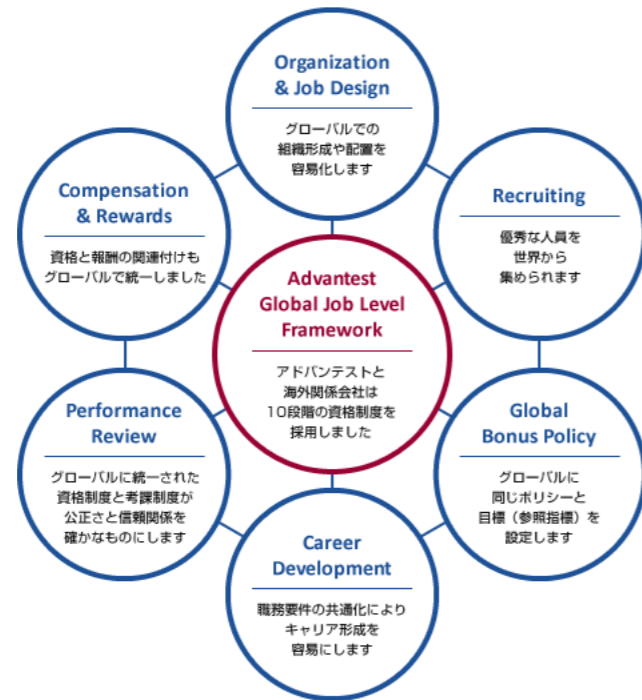 Organization
& Job Design
グローバルでの
組織形成や配置を
容易化します
Compensation
& Rewards
資格と報酬の関連付けも
グローバルで統一しました
Recruiting
優秀な人員を
世界から
集められます
Advantest
Global Job Level
Framework
アドバンテストと
海外関係会社は
10段階の資格制度を
採用しました
Performance
Review
グローバルに統一された
資格制度と考課制度が
公正さと信頼関係を
確かなものにします
Global
Bonus Policy
グローバルに
同じポリシーと
目標（参照指標）を
設定します
Career
Development
職務要件の共通化により
キャリア形成を
容易にします